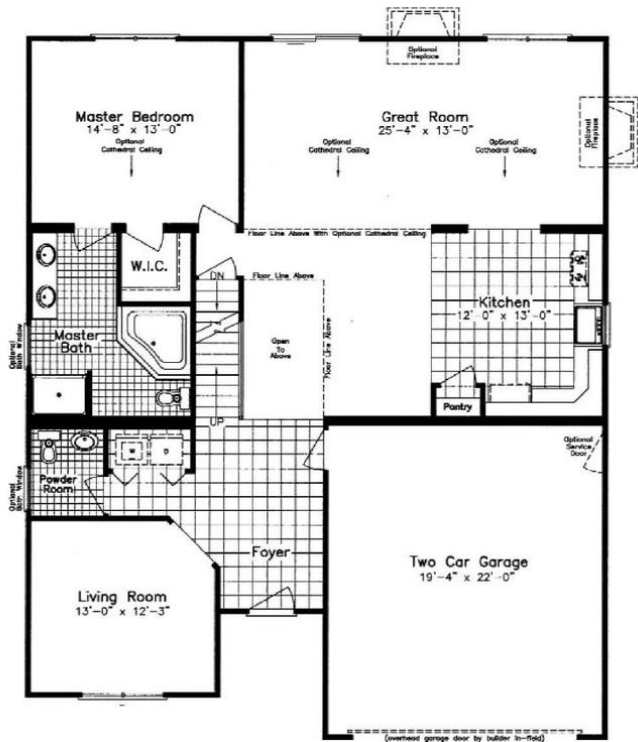 Optional
Fireplace
Master Bedroom
14'-8" x 13'-0"
Optional
Cathedral Ceiling
Great Room
25'-4" x 13'-0"
Optional
Cathedral Ceiling
Optional
Cathedral Ceiling
Optional
Fireplace
Floor Line Above With Optional Cathedral Ceiling
W.I.C.
DN
Floor Line Above
Kitchen
12'-0" x 13'-0"
Master
Bath
Optional
Bath Window
Open
To
Above
Floor Line Above
Pantry
UP
Optional
Service
Door
Powder
Room
Optional
Bath Window
Foyer
Two Car Garage
19'-4" x 22'-0"
Living Room
13'-0" x 12'-3"
(overhead garage door by builder in-field)